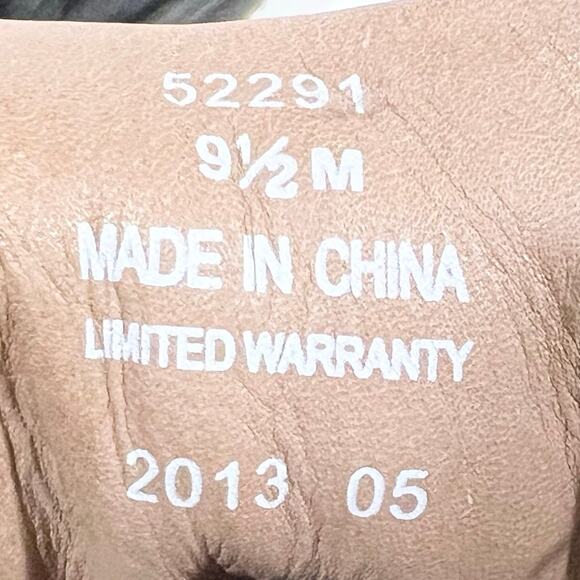 52291
9½ M
MADE IN CHINA
LIMITED WARRANTY
2013 05